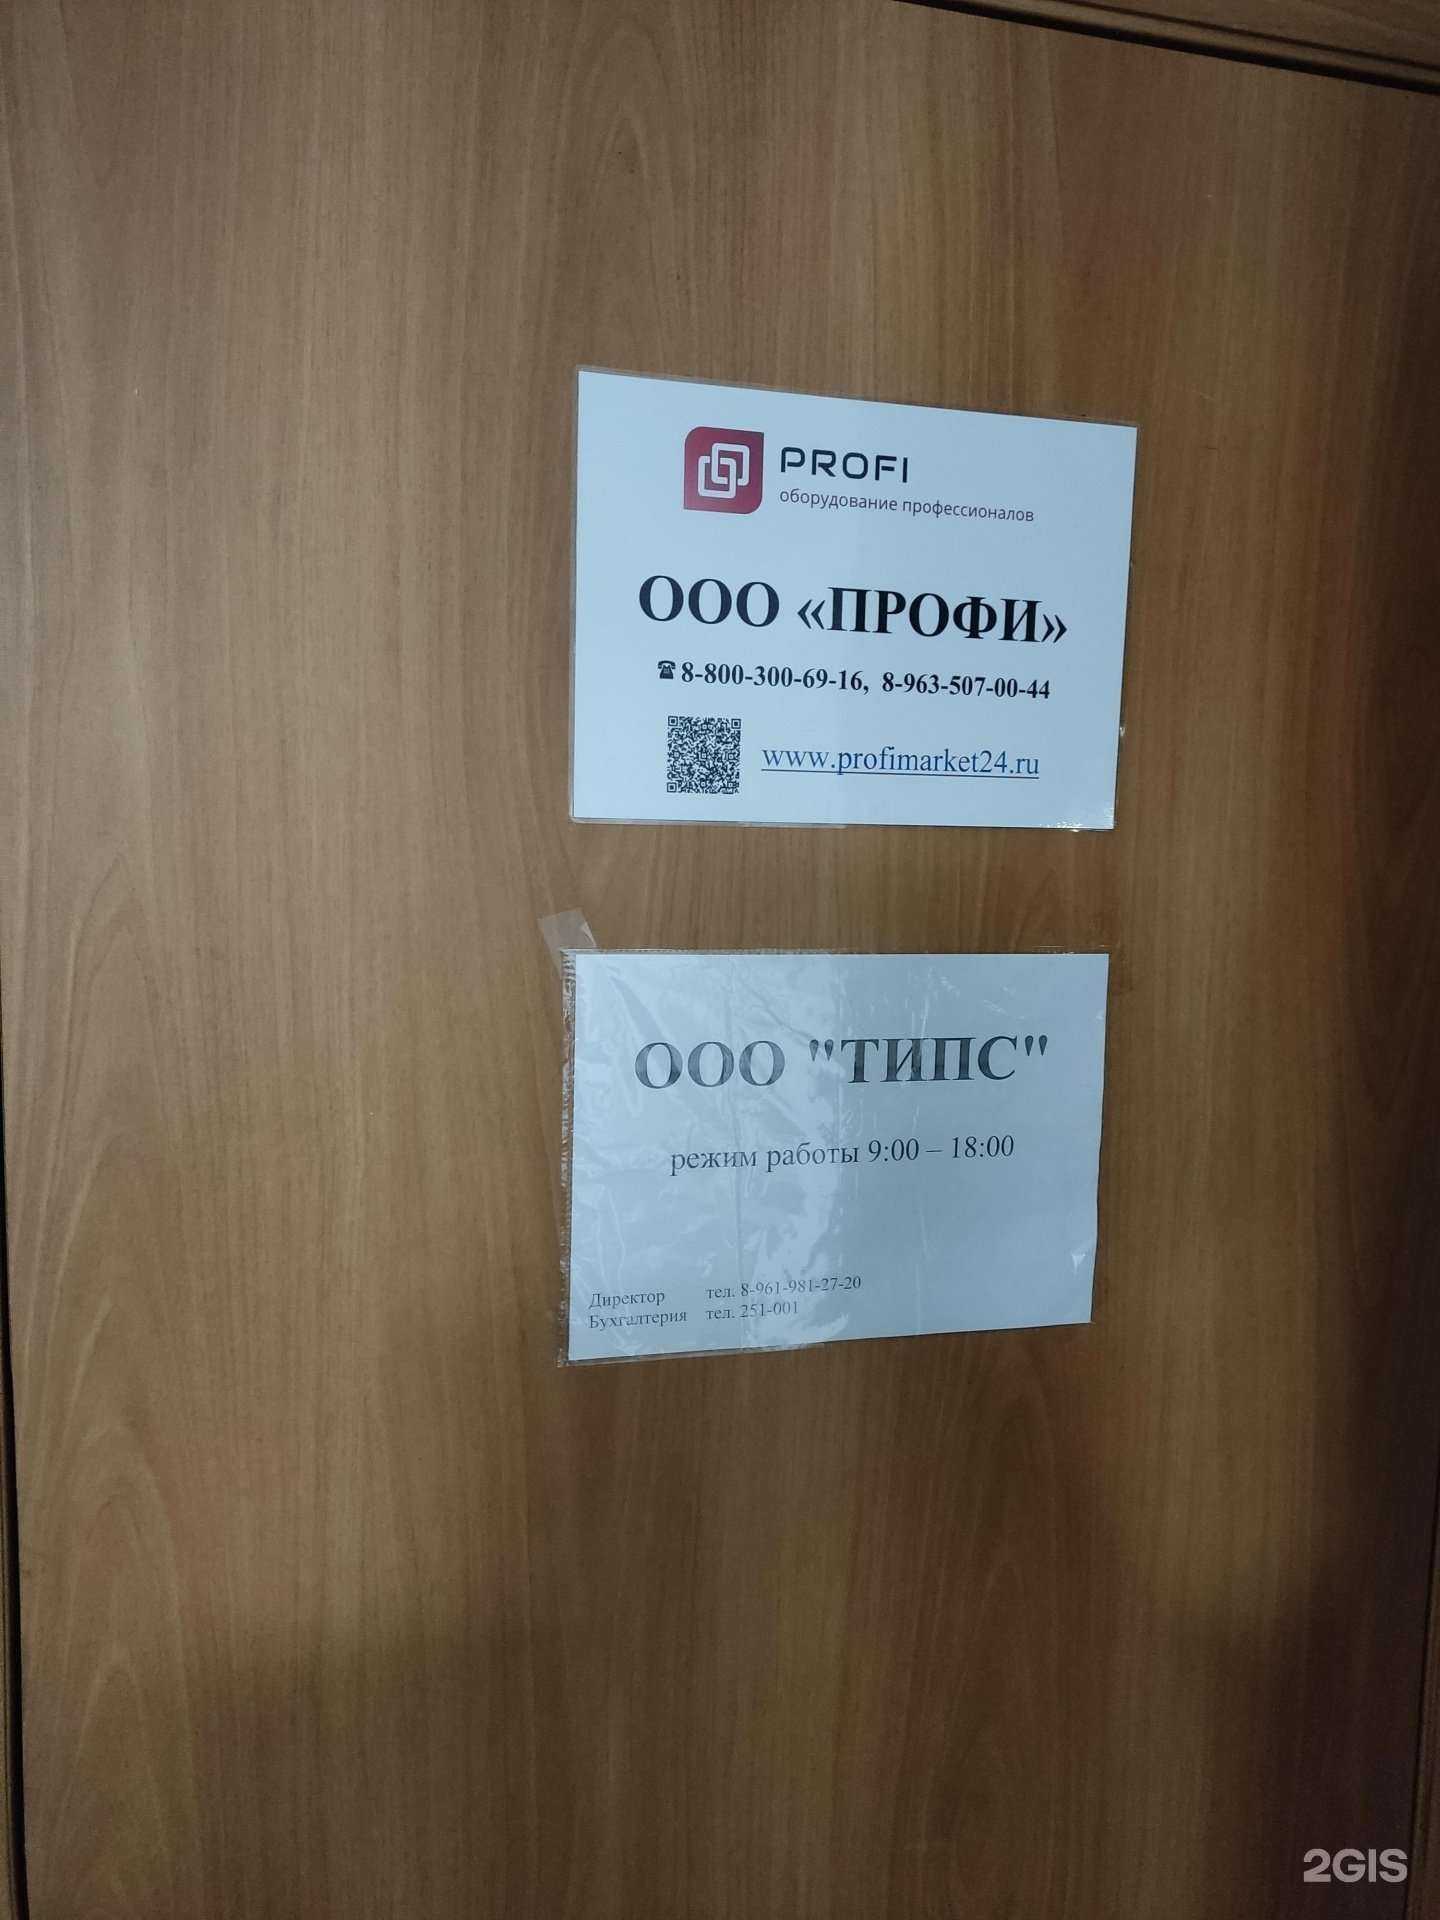 PROFI
оборудование профессионалов
ООО «ПРОФИ»
☎8-800-300-69-16, 8-963-507-00-44
www.profimarket24.ru
ООО "ТИПС"
режим работы 9:00 – 18:00
Директор тел. 8-961-981-27-20
Бухгалтерия тел. 251-001
2GIS